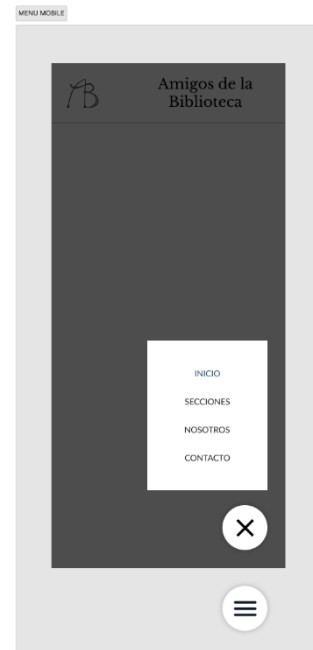 MENU MOBILE
AB
Amigos de la
Biblioteca
INICIO
SECCIONES
NOSOTROS
CONTACTO